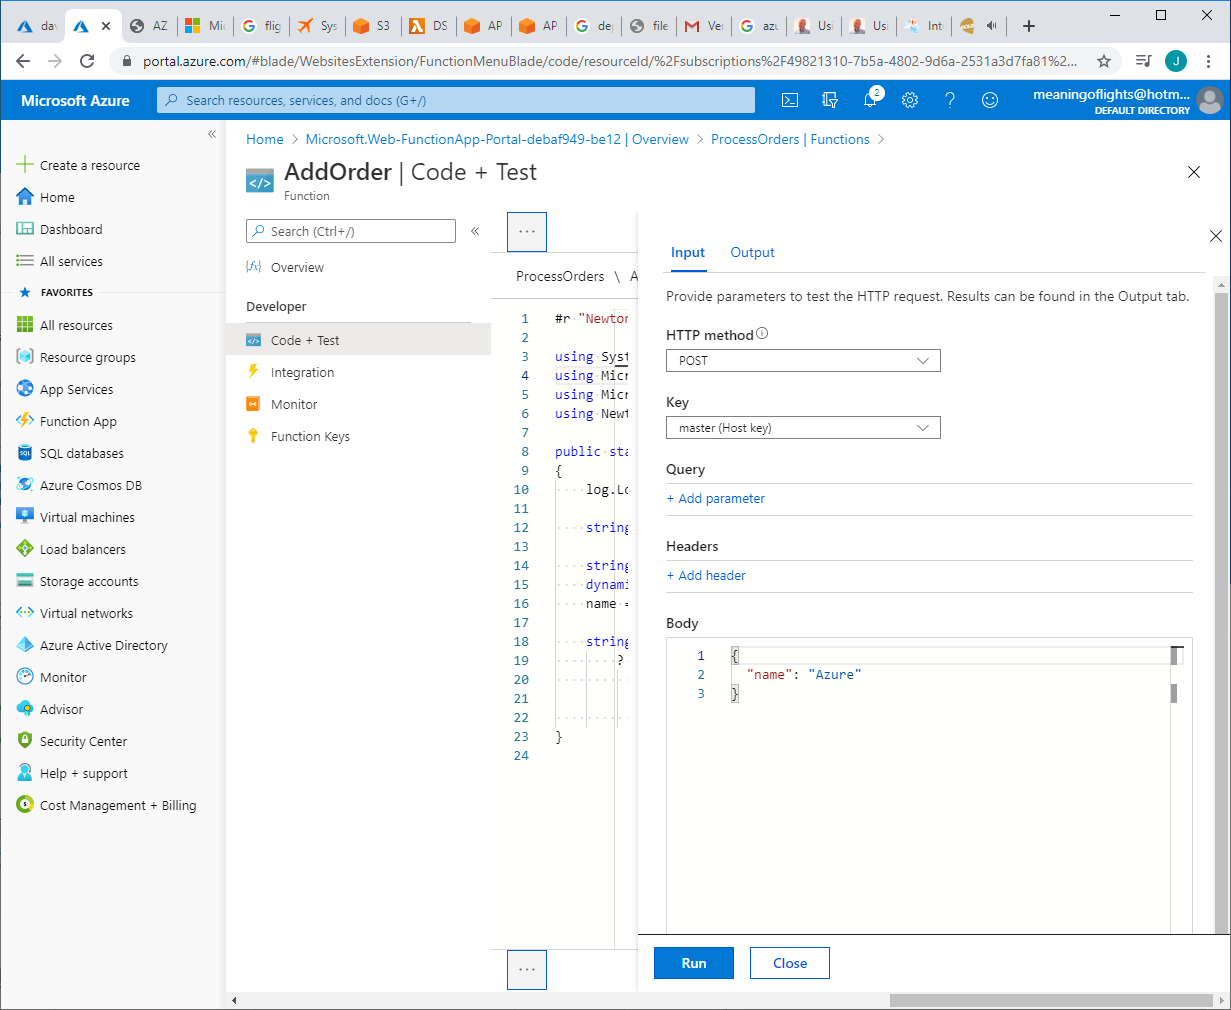 da
AZ
Mi
flig
Sys
S3
DS
AP
AP
de
file
Ve
azu
Usi
Usi
Int
portal.azure.com/#blade/WebsitesExtension/FunctionMenuBlade/code/resourceId/%2Fsubscriptions%2F49821310-7b5a-4802-9d6a-2531a3d7fa81%2...
J
Microsoft Azure
Search resources, services, and docs (G+/)
2
meaningoflights@hotm...
DEFAULT DIRECTORY
Create a resource
Home
Dashboard
All services
FAVORITES
All resources
Resource groups
App Services
Function App
SQL databases
Azure Cosmos DB
Virtual machines
Load balancers
Storage accounts
Virtual networks
Azure Active Directory
Monitor
Advisor
Security Center
Help + support
Cost Management + Billing
Home > Microsoft.Web-FunctionApp-Portal-debaf949-be12 | Overview > ProcessOrders | Functions >
AddOrder | Code + Test
Function
Search (Ctrl+/)
Overview
Developer
Code + Test
Integration
Monitor
Function Keys
...
ProcessOrders \ A
1 #r "Newton
2
3 using Syst
4 using Micr
5 using Micr
6 using Newt
7
8 public sta
9 {
10 log.Lo
11
12 string
13
14 string
15 dynami
16 name =
17
18 string
19 ?
20
21
22
23 }
24
...
Input Output
Provide parameters to test the HTTP request. Results can be found in the Output tab.
HTTP method
POST
Key
master (Host key)
Query
+ Add parameter
Headers
+ Add header
Body
1 {
2 "name": "Azure"
3 }
Run Close